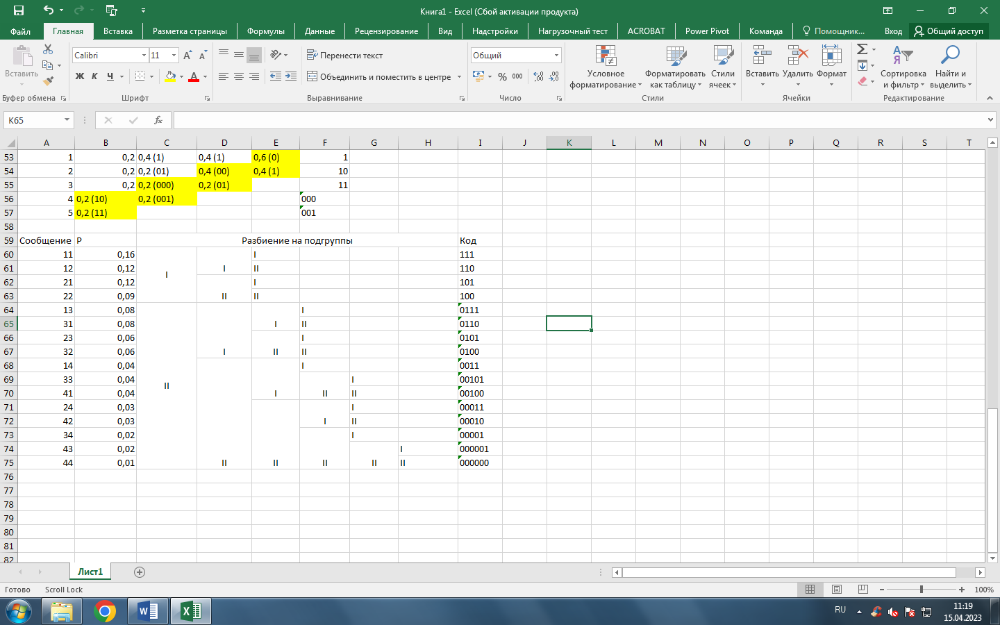 Книга1 - Excel (Сбой активации продукта)
Файл Главная Вставка Разметка страницы Формулы Данные Рецензирование Вид Надстройки Нагрузочный тест ACROBAT Power Pivot Команда Помощник... Вход Общий доступ
Вставить
Calibri 11
Ж К Ч А
Перенести текст
Объединить и поместить в центре
Общий
% 000
Условное форматирование
Форматировать как таблицу
Стили ячеек
Вставить Удалить Формат
Сортировка и фильтр
Найти и выделить
Буфер обмена Шрифт Выравнивание Число Стили Ячейки Редактирование
K65 fx
A B C D E F G H I J K L M N O P Q R S T
53 1 0,2 0,4 (1) 0,4 (1) 0,6 (0) 1
54 2 0,2 0,2 (01) 0,4 (00) 0,4 (1) 10
55 3 0,2 0,2 (000) 0,2 (01) 11
56 4 0,2 (10) 0,2 (001) 000
57 5 0,2 (11) 001
58
59 Сообщение P Разбиение на подгруппы Код
60 11 0,16 I 111
61 12 0,12 I I II 110
62 21 0,12 I 101
63 22 0,09 II II 100
64 13 0,08 I 0111
65 31 0,08 I II 0110
66 23 0,06 I 0101
67 32 0,06 I II II 0100
68 14 0,04 I 0011
69 33 0,04 II I 00101
70 41 0,04 I II II 00100
71 24 0,03 I 00011
72 42 0,03 I II 00010
73 34 0,02 I 00001
74 43 0,02 I 000001
75 44 0,01 II II II II II 000000
76
77
78
79
80
81
82
Лист1
Готово Scroll Lock 100%
RU 11:19
15.04.2023